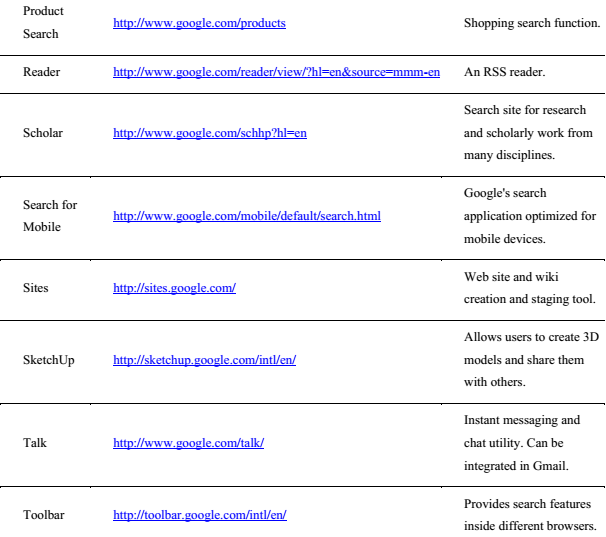 Product
Search
http://www.google.com/products
Shopping search function.
Reader
http://www.google.com/reader/view/?hl=en&source=mmm-en
An RSS reader.
Scholar
http://www.google.com/schhp?hl=en
Search site for research
and scholarly work from
many disciplines.
Search for
Mobile
http://www.google.com/mobile/default/search.html
Google's search
application optimized for
mobile devices.
Sites
http://sites.google.com/
Web site and wiki
creation and staging tool.
SketchUp
http://sketchup.google.com/intl/en/
Allows users to create 3D
models and share them
with others.
Talk
http://www.google.com/talk/
Instant messaging and
chat utility. Can be
integrated in Gmail.
Toolbar
http://toolbar.google.com/intl/en/
Provides search features
inside different browsers.